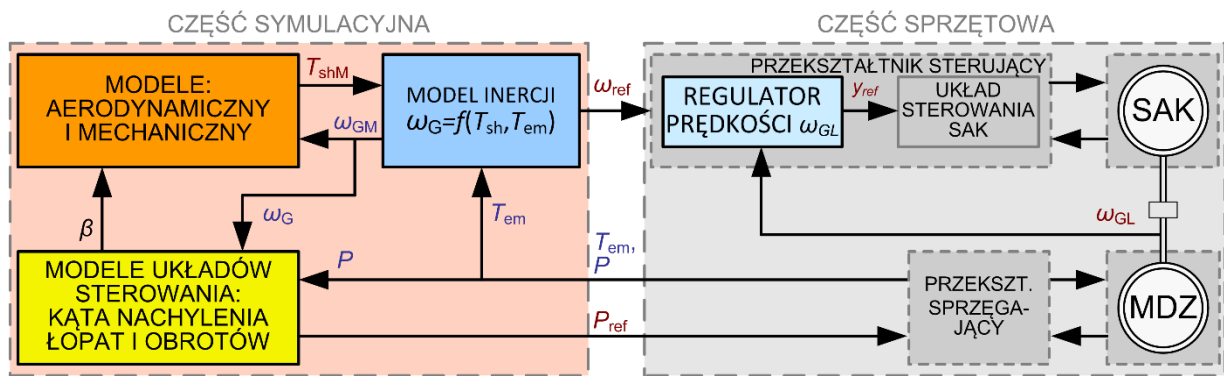 CZĘŚĆ SYMULACYJNA
MODELE:
AERODYNAMICZNY
I MECHANICZNY
TshM
ωGM
MODEL INERCJI
ωG=f(Tsh,Tem)
ωref
β
ωG
Tem
MODELE UKŁADÓW
STEROWANIA:
KĄTA NACHYLENIA
ŁOPAT I OBROTÓW
P
Tem,
P
Pref
CZĘŚĆ SPRZĘTOWA
PRZEKSZTAŁTNIK STERUJĄCY
REGULATOR
PRĘDKOŚCI ωGL
yref
UKŁAD
STEROWANIA
SAK
SAK
ωGL
PRZEKSZT.
SPRZĘGA-
JĄCY
MDZ